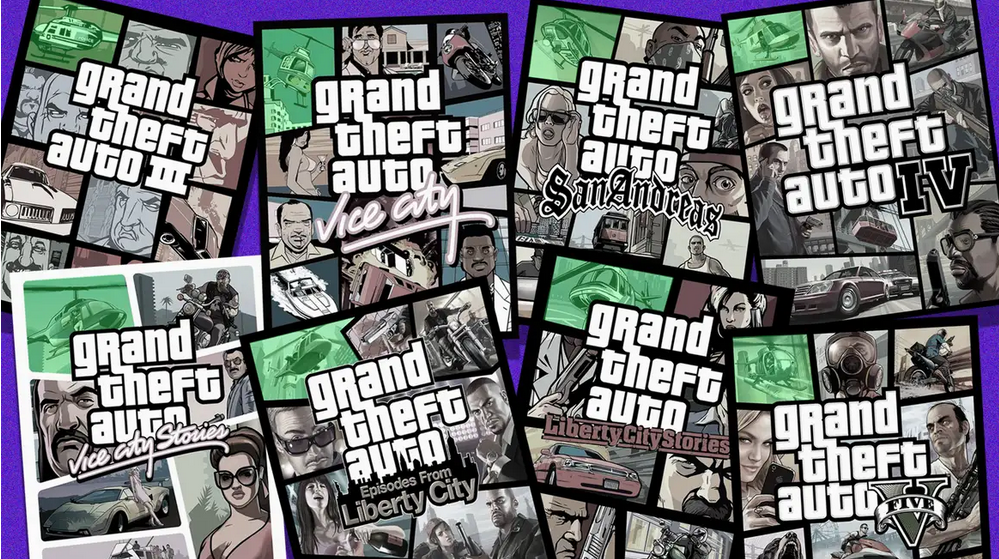 grand
theft
auto III
grand
theft
auto
Vice City
grand
theft
auto
San Andreas
grand
theft
auto IV
grand
theft
auto
Vice City Stories
grand
theft
auto
Episodes From
Liberty City
grand
theft
auto
Liberty City Stories
grand
theft
auto V
FIVE